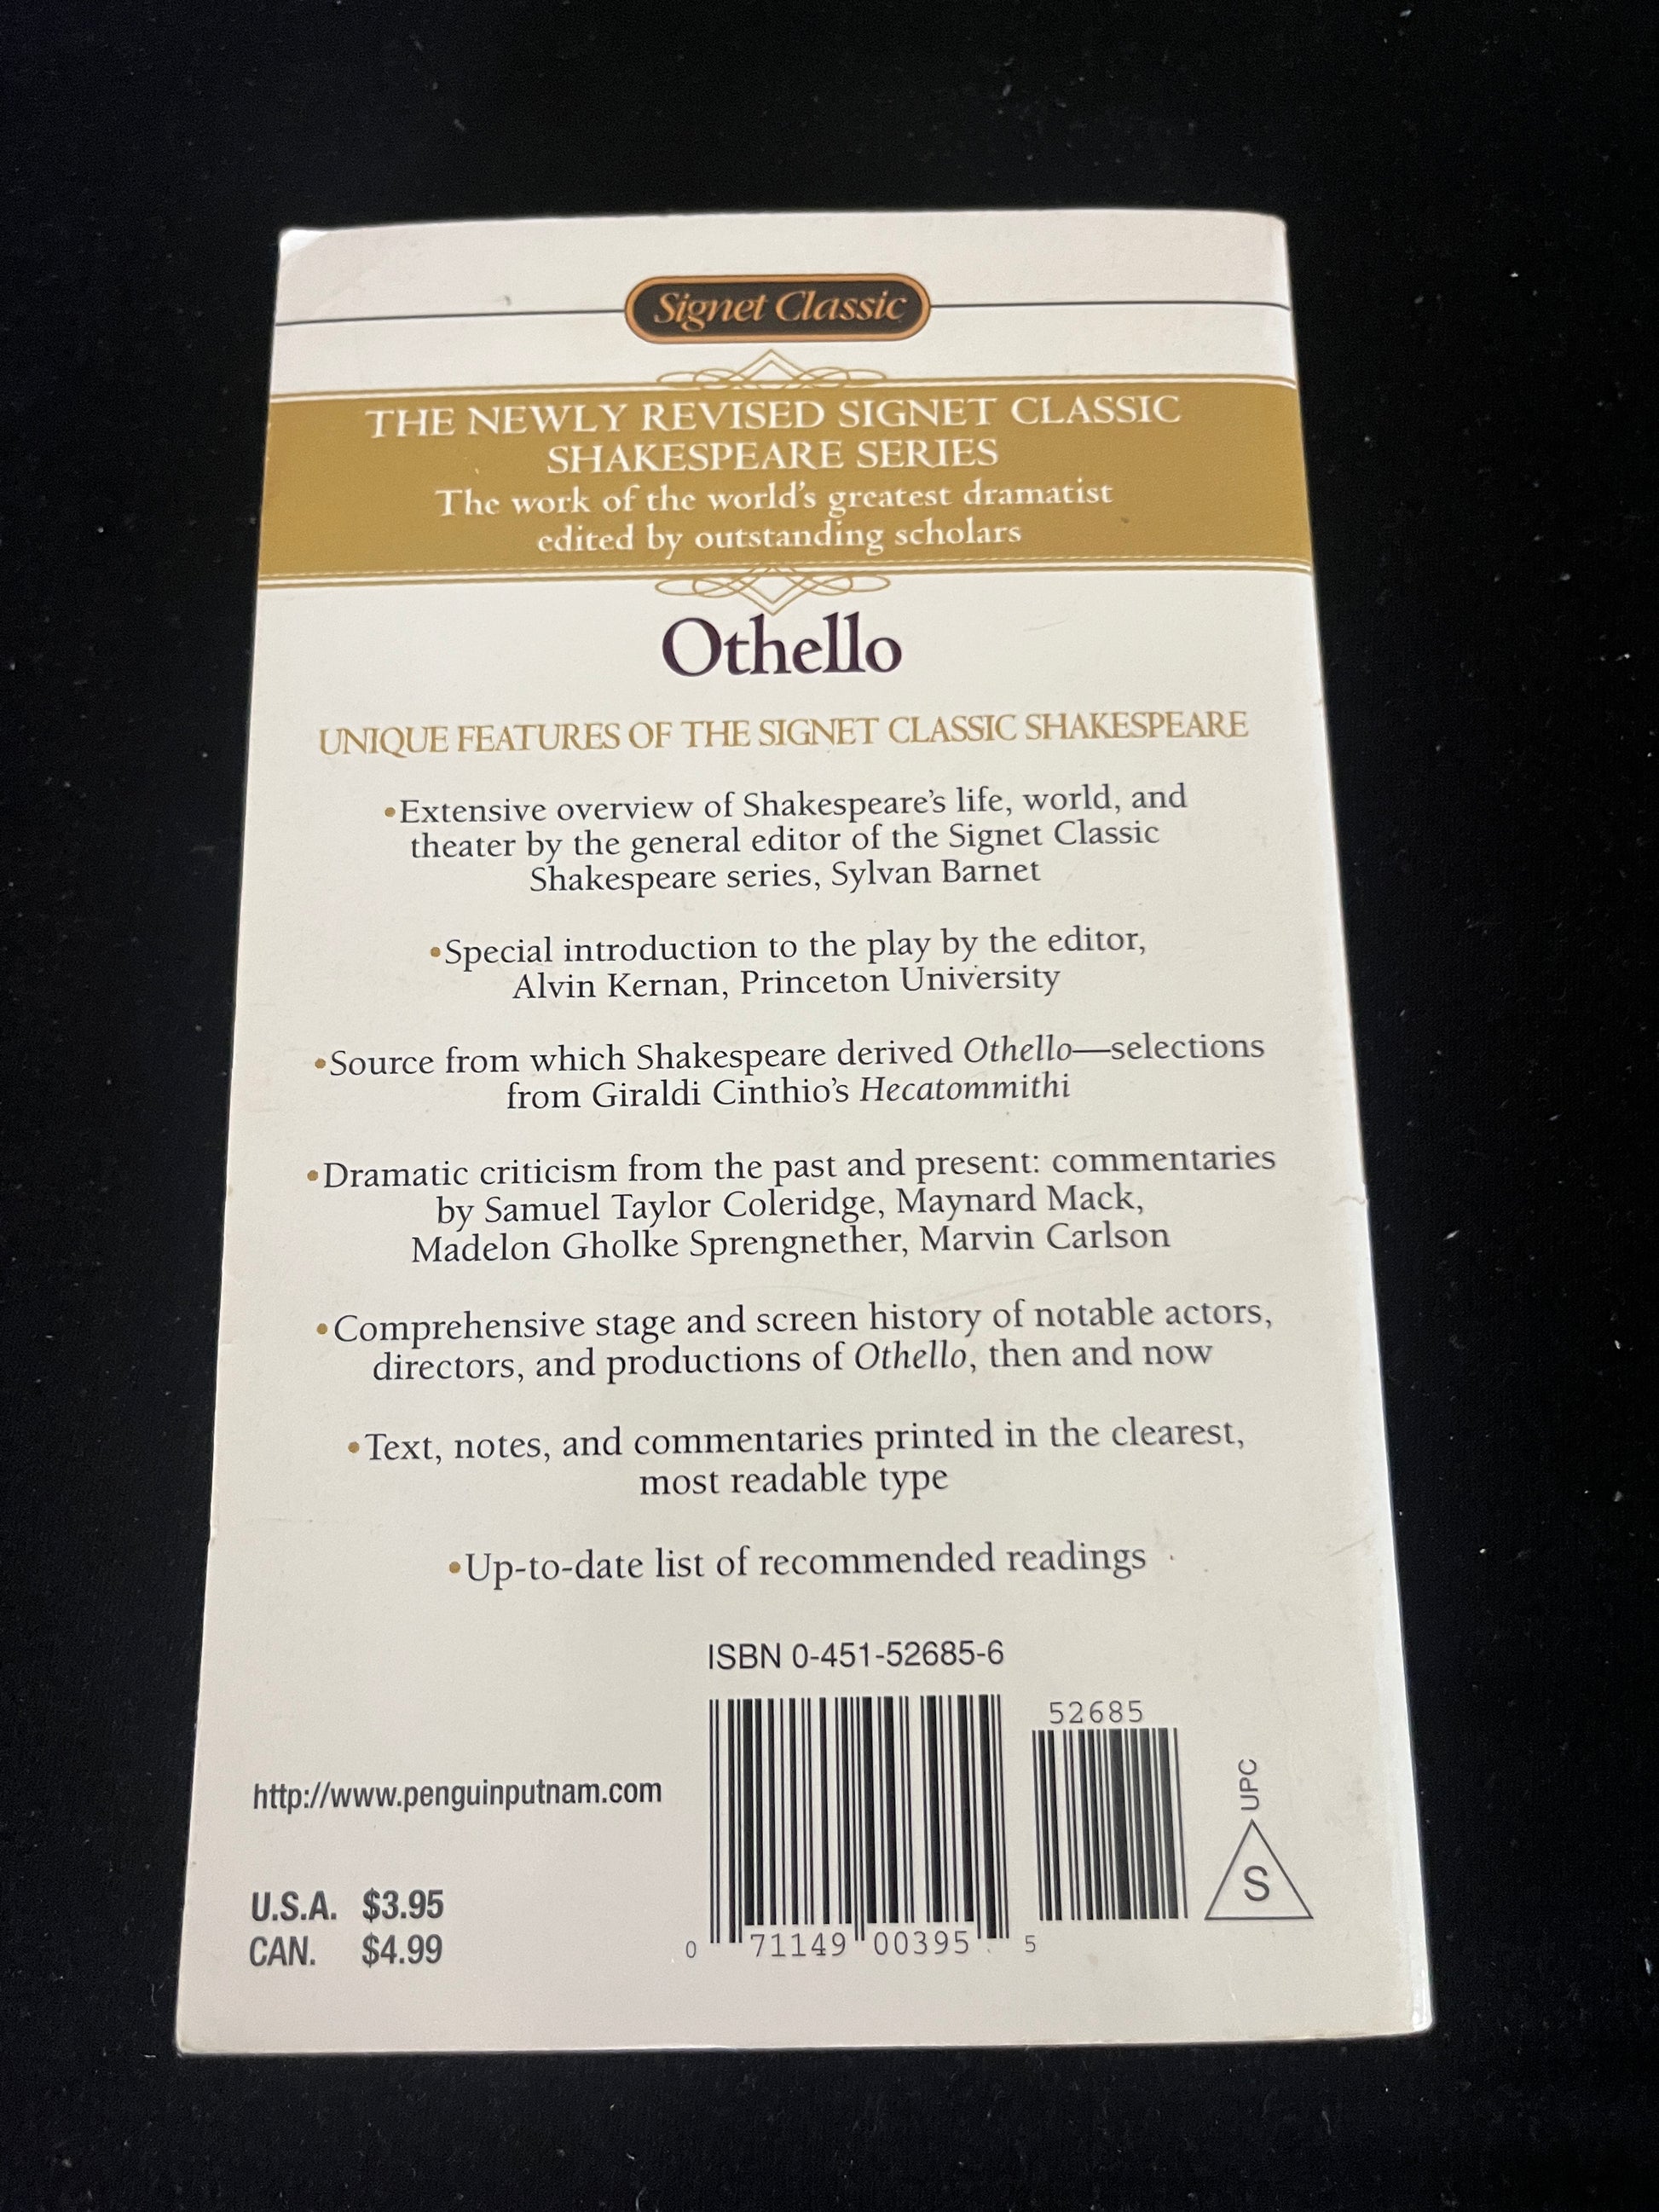 Signet Classic
THE NEWLY REVISED SIGNET CLASSIC
SHAKESPEARE SERIES
The work of the world's greatest dramatist
edited by outstanding scholars
Othello
UNIQUE FEATURES OF THE SIGNET CLASSIC SHAKESPEARE
•Extensive overview of Shakespeare's life, world, and
theater by the general editor of the Signet Classic
Shakespeare series, Sylvan Barnet
•Special introduction to the play by the editor,
Alvin Kernan, Princeton University
•Source from which Shakespeare derived Othello—selections
from Giraldi Cinthio's Hecatommithi
•Dramatic criticism from the past and present: commentaries
by Samuel Taylor Coleridge, Maynard Mack,
Madelon Gholke Sprengnether, Marvin Carlson
•Comprehensive stage and screen history of notable actors,
directors, and productions of Othello, then and now
•Text, notes, and commentaries printed in the clearest,
most readable type
•Up-to-date list of recommended readings
ISBN 0-451-52685-6
52685
http://www.penguinputnam.com
UPC
S
U.S.A. $3.95
CAN. $4.99
0 71149 00395 5